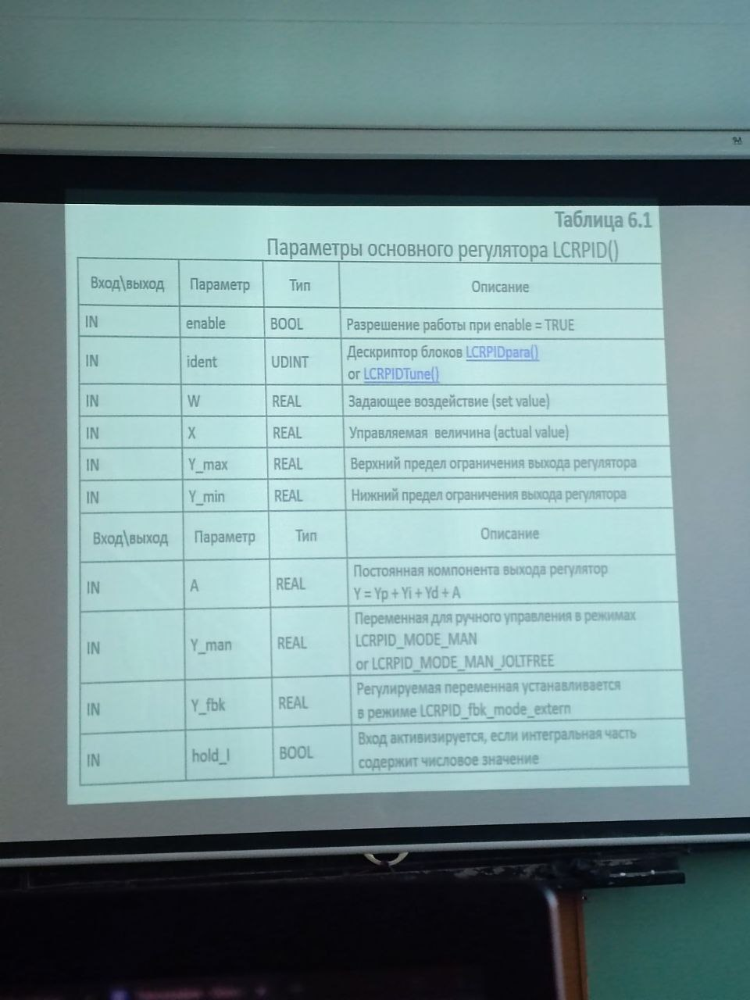 Таблица 6.1
Параметры основного регулятора LCRPID()
Вход\выход Параметр Тип Описание
IN enable BOOL Разрешение работы при enable = TRUE
IN ident UDINT Дескриптор блоков LCRPIDpara()
or LCRPIDTune()
IN W REAL Задающее воздействие (set value)
IN X REAL Управляемая величина (actual value)
IN Y_max REAL Верхний предел ограничения выхода регулятора
IN Y_min REAL Нижний предел ограничения выхода регулятора
Вход\выход Параметр Тип Описание
IN A REAL Постоянная компонента выхода регулятор
Y = Yp + Yi + Yd + A
IN Y_man REAL Переменная для ручного управления в режимах
LCRPID_MODE_MAN
or LCRPID_MODE_MAN_JOLTFREE
IN Y_fbk REAL Регулируемая переменная устанавливается
в режиме LCRPID_fbk_mode_extern
IN hold_I BOOL Вход активизируется, если интегральная часть
содержит числовое значение